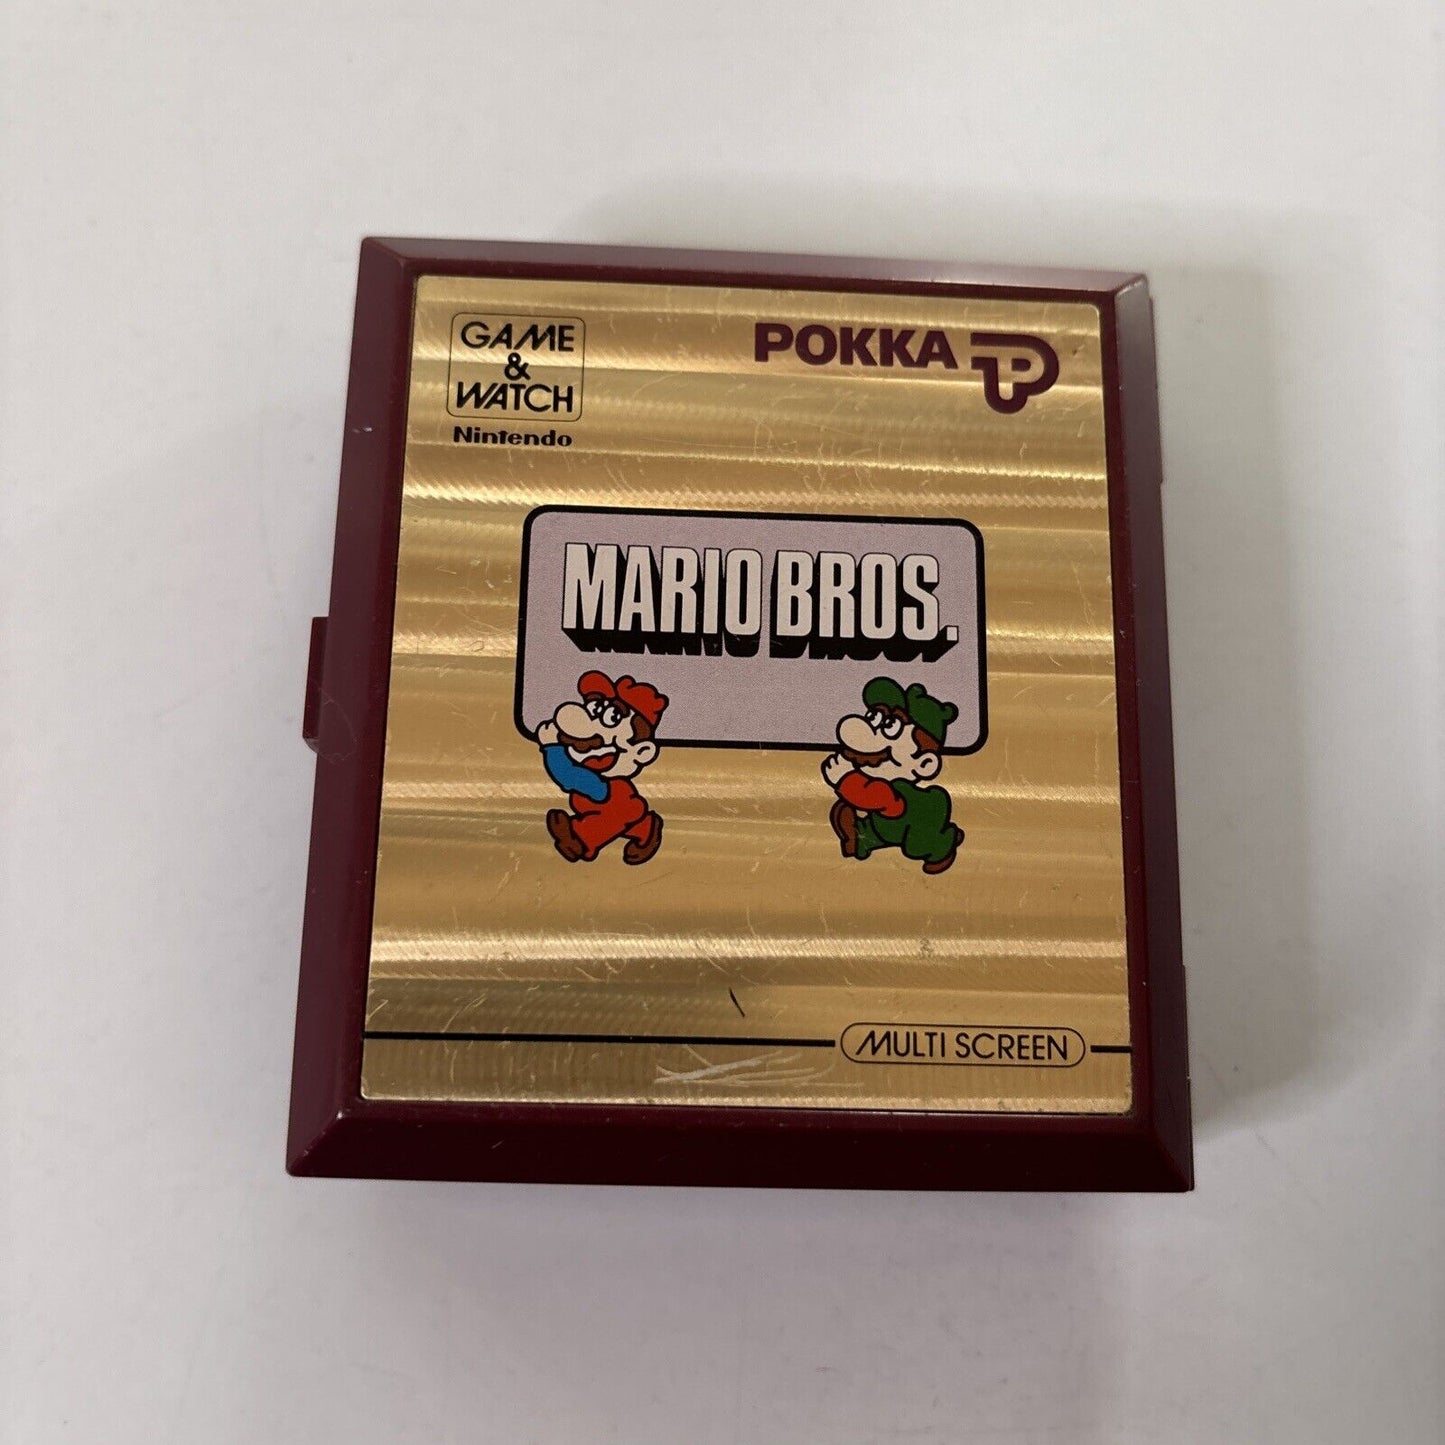 GAME
&
WATCH
Nintendo
POKKA P
MARIO BROS.
MULTI SCREEN